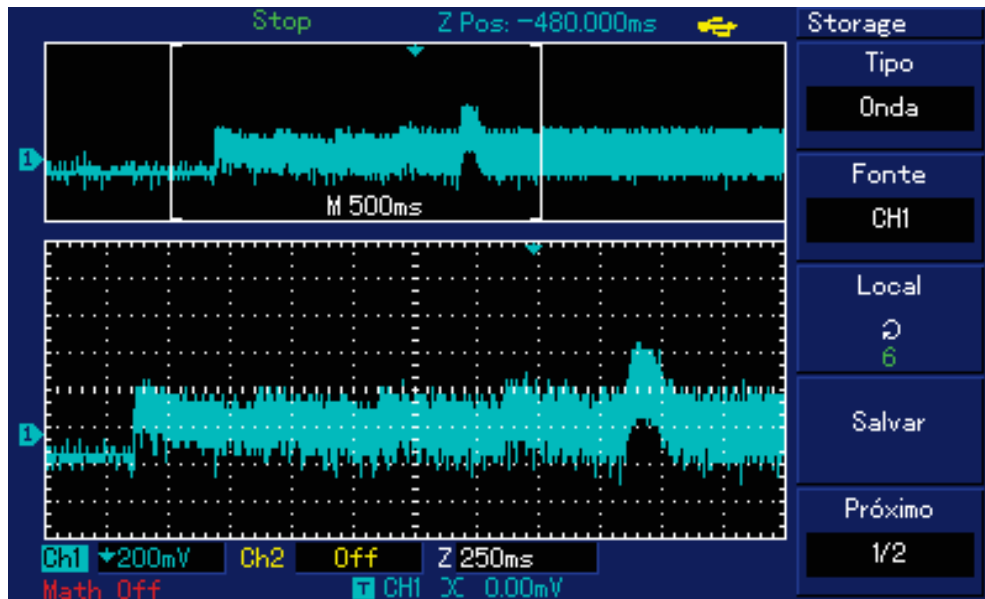 Stop Z Pos: -480.000ms Storage
Tipo
Onda
1
M 500ms
Fonte
CH1
Local
6
1
Salvar
Próximo
1/2
Ch1 200mV Ch2 Off Z 250ms
Math Off T CH1 0.00mV